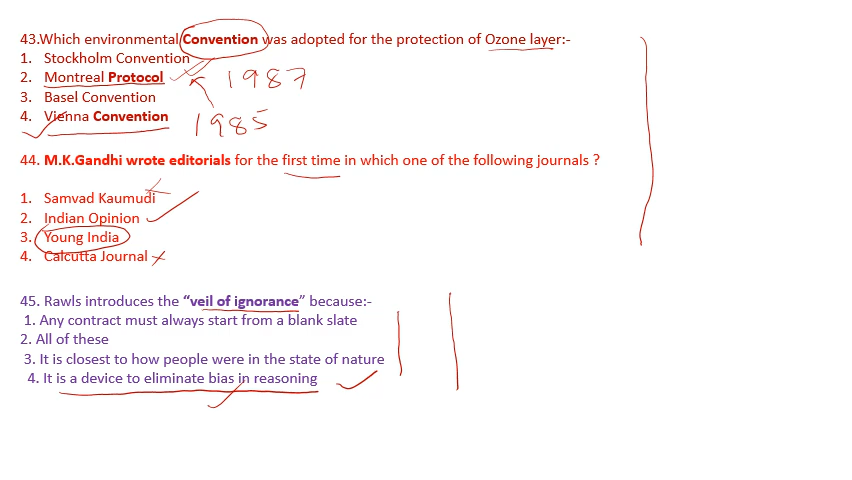 43.Which environmental Convention was adopted for the protection of Ozone layer:-
1. Stockholm Convention
2. Montreal Protocol
1987
3. Basel Convention
4. Vienna Convention
1985
44. M.K.Gandhi wrote editorials for the first time in which one of the following journals ?
1. Samvad Kaumudi
2. Indian Opinion
3. Young India
4. Calcutta Journal
45. Rawls introduces the “veil of ignorance” because:-
1. Any contract must always start from a blank slate
2. All of these
3. It is closest to how people were in the state of nature
4. It is a device to eliminate bias in reasoning